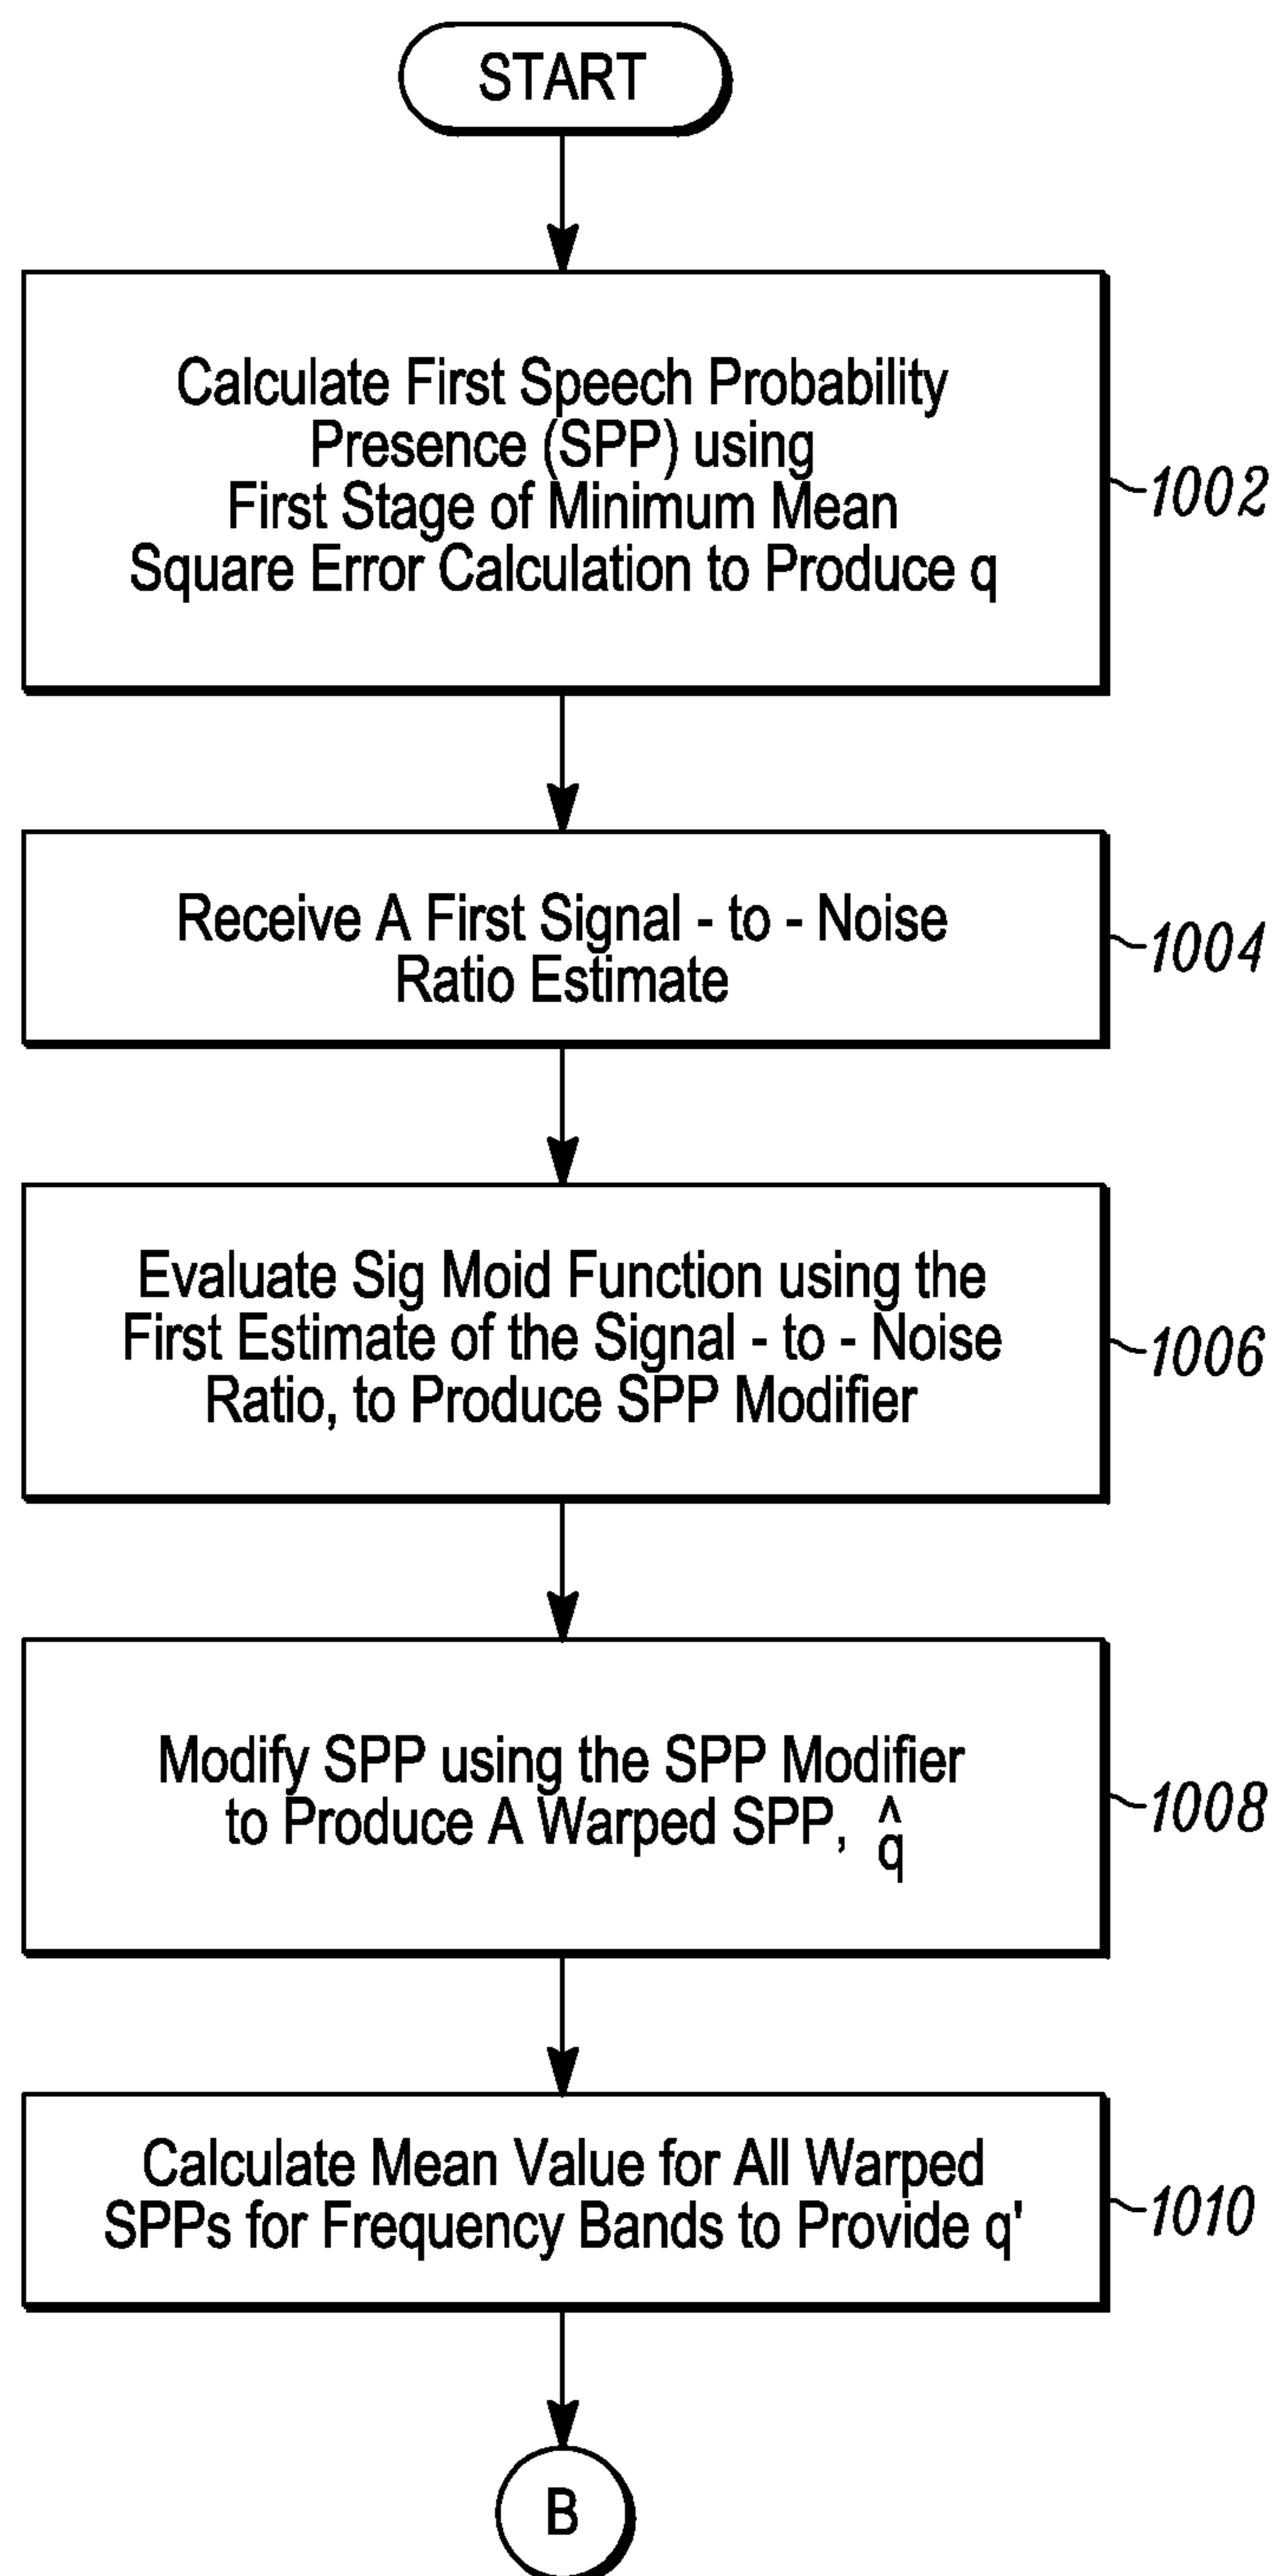 START
Calculate First Speech Probability
Presence (SPP) using
First Stage of Minimum Mean
Square Error Calculation to Produce q
1002
Receive A First Signal - to - Noise
Ratio Estimate
1004
Evaluate Sig Moid Function using the
First Estimate of the Signal - to - Noise
Ratio, to Produce SPP Modifier
1006
Modify SPP using the SPP Modifier
to Produce A Warped SPP, q̂
1008
Calculate Mean Value for All Warped
SPPs for Frequency Bands to Provide q'
1010
B